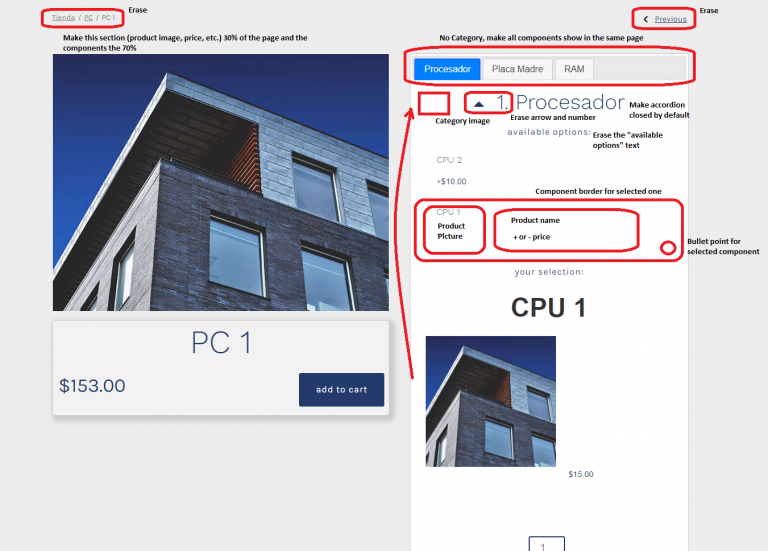 Tienda / PC / PC 1
Erase
Previous
Erase
Make this section (product image, price, etc.) 30% of the page and the
components the 70%
No Category, make all components show in the same page
Procesador
Placa Madre
RAM
1. Procesador
Make accordion
closed by default
Category image
Erase arrow and number
available options:
Erase the "available
options" text
CPU 2
+$10.00
Component border for selected one
CPU 1
Product
Picture
Product name
+ or - price
Bullet point for
selected component
your selection:
CPU 1
PC 1
$153.00
add to cart
$15.00
1